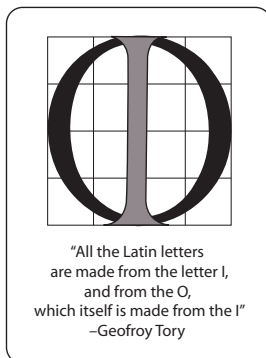 “All the Latin letters
are made from the letter I,
and from the O,
which itself is made from the I”
–Geofroy Tory